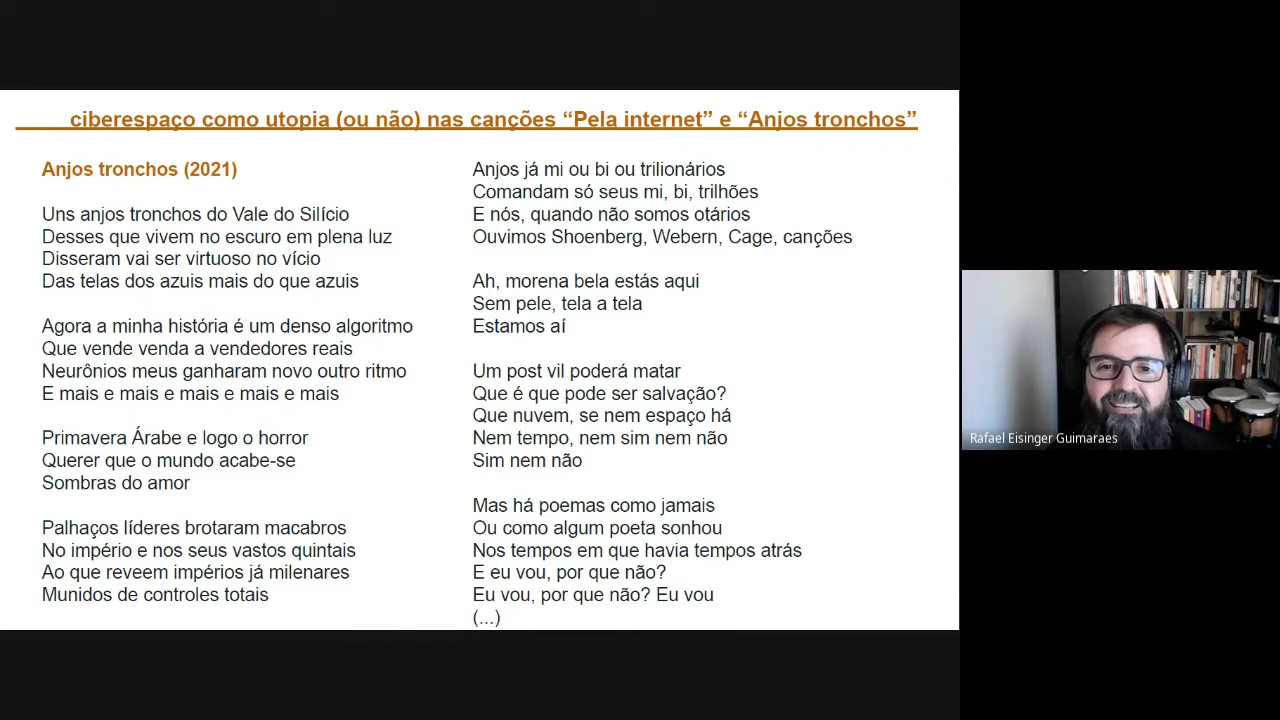 ciberespaço como utopia (ou não) nas canções “Pela internet” e “Anjos tronchos”
Anjos tronchos (2021)
Uns anjos tronchos do Vale do Silício
Desses que vivem no escuro em plena luz
Disseram vai ser virtuoso no vício
Das telas dos azuis mais do que azuis
Agora a minha história é um denso algoritmo
Que vende venda a vendedores reais
Neurônios meus ganharam novo outro ritmo
E mais e mais e mais e mais e mais
Primavera Árabe e logo o horror
Querer que o mundo acabe-se
Sombras do amor
Palhaços líderes brotaram macabros
No império e nos seus vastos quintais
Ao que reveem impérios já milenares
Munidos de controles totais
Anjos já mi ou bi ou trilionários
Comandam só seus mi, bi, trilhões
E nós, quando não somos otários
Ouvimos Shoenberg, Webern, Cage, canções
Ah, morena bela estás aqui
Sem pele, tela a tela
Estamos aí
Um post vil poderá matar
Que é que pode ser salvação?
Que nuvem, se nem espaço há
Nem tempo, nem sim nem não
Sim nem não
Mas há poemas como jamais
Ou como algum poeta sonhou
Nos tempos em que havia tempos atrás
E eu vou, por que não?
Eu vou, por que não? Eu vou
(...)
Rafael Eisinger Guimaraes